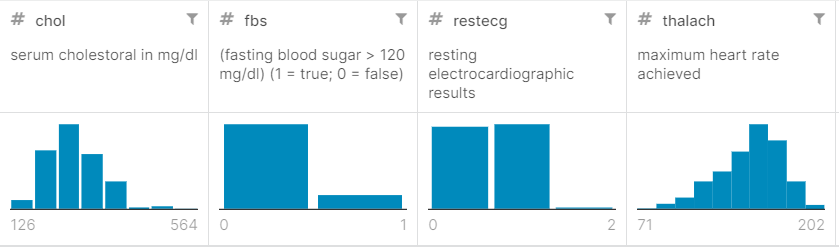 # chol
serum cholestoral in mg/dl
126 564
# fbs
(fasting blood sugar > 120
mg/dl) (1 = true; 0 = false)
0 1
# restecg
resting
electrocardiographic
results
0 2
# thalach
maximum heart rate
achieved
71 202